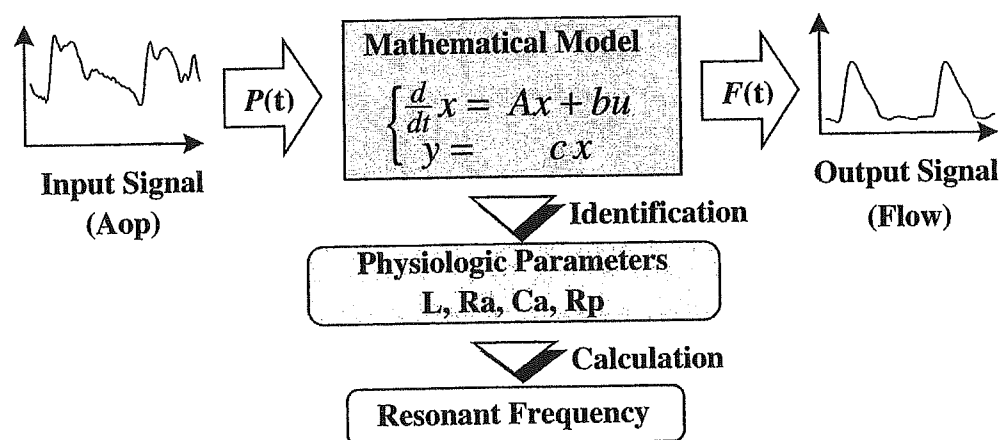 Mathematical Model
d/dt x = Ax + bu
y = cx
P(t)
F(t)
Input Signal
(Aop)
Output Signal
(Flow)
Identification
Physiologic Parameters
L, Ra, Ca, Rp
Calculation
Resonant Frequency